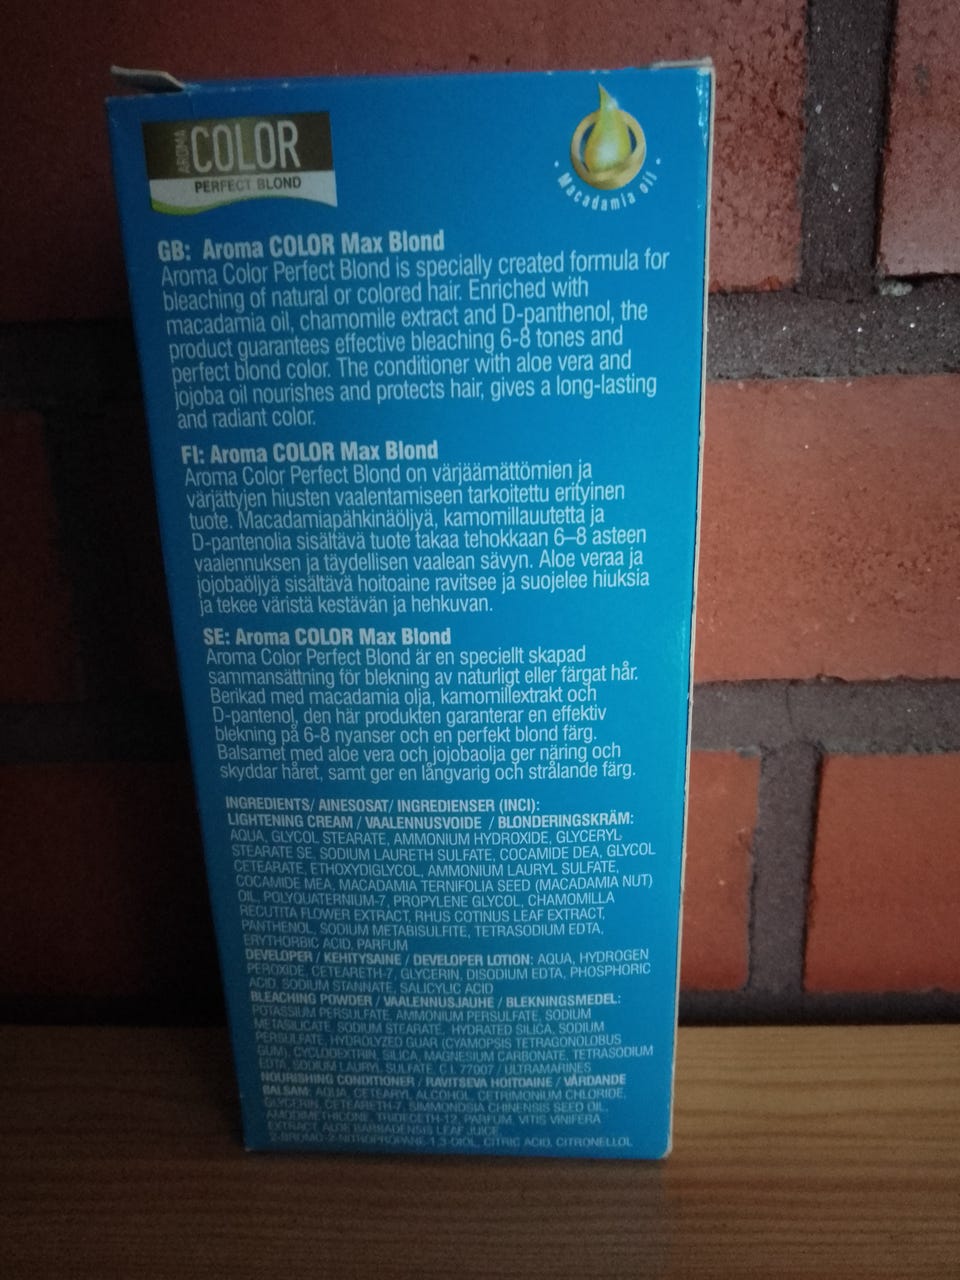 AROMA
COLOR
PERFECT BLOND
Macadamia oil
GB: Aroma COLOR Max Blond
Aroma Color Perfect Blond is specially created formula for
bleaching of natural or colored hair. Enriched with
macadamia oil, chamomile extract and D-panthenol, the
product guarantees effective bleaching 6-8 tones and
perfect blond color. The conditioner with aloe vera and
jojoba oil nourishes and protects hair, gives a long-lasting
and radiant color.
FI: Aroma COLOR Max Blond
Aroma Color Perfect Blond on värjäämättömien ja
värjättyjen hiusten vaalentamiseen tarkoitettu erityinen
tuote. Macadamiapähkinäöljyä, kamomillauutetta ja
D-pantenolia sisältävä tuote takaa tehokkaan 6–8 asteen
vaalennuksen ja täydellisen vaalean sävyn. Aloe veraa ja
jojobaöljyä sisältävä hoitoaine ravitsee ja suojelee hiuksia
ja tekee väristä kestävän ja hehkuvan.
SE: Aroma COLOR Max Blond
Aroma Color Perfect Blond är en speciellt skapad
sammansättning för blekning av naturligt eller färgat hår.
Berikad med macadamia olja, kamomillextrakt och
D-pantenol, den här produkten garanterar en effektiv
blekning på 6-8 nyanser och en perfekt blond färg.
Balsamet med aloe vera och jojobaolja ger näring och
skyddar håret, samt ger en långvarig och strålande färg.
INGREDIENTS/ AINESOSAT/ INGREDIENSER (INCI):
LIGHTENING CREAM / VAALENNUSVOIDE / BLONDERINGSKRÄM:
AQUA, GLYCOL STEARATE, AMMONIUM HYDROXIDE, GLYCERYL
STEARATE SE, SODIUM LAURETH SULFATE, COCAMIDE DEA, GLYCOL
CETEARATE, ETHOXYDIGLYCOL, AMMONIUM LAURYL SULFATE,
COCAMIDE MEA, MACADAMIA TERNIFOLIA SEED (MACADAMIA NUT)
OIL, POLYQUATERNIUM-7, PROPYLENE GLYCOL, CHAMOMILLA
RECUTITA FLOWER EXTRACT, RHUS COTINUS LEAF EXTRACT,
PANTHENOL, SODIUM METABISULFITE, TETRASODIUM EDTA,
ERYTHORBIC ACID, PARFUM
DEVELOPER / KEHITYSAINE / DEVELOPER LOTION: AQUA, HYDROGEN
PEROXIDE, CETEARETH-7, GLYCERIN, DISODIUM EDTA, PHOSPHORIC
ACID, SODIUM STANNATE, SALICYLIC ACID
BLEACHING POWDER / VAALENNUSJAUHE / BLEKNINGSMEDEL:
POTASSIUM PERSULFATE, AMMONIUM PERSULFATE, SODIUM
METASILICATE, SODIUM STEARATE, HYDRATED SILICA, SODIUM
PERSULFATE, HYDROLYZED GUAR (CYAMOPSIS TETRAGONOLOBUS
GUM), CYCLODEXTRIN, SILICA, MAGNESIUM CARBONATE, TETRASODIUM
EDTA, SODIUM LAURYL SULFATE, C.I. 77007 / ULTRAMARINES
NOURISHING CONDITIONER / RAVITSEVA HOITOAINE / VÅRDANDE
BALSAM: AQUA, CETEARYL ALCOHOL, CETRIMONIUM CHLORIDE,
GLYCERIN, CETEARETH-7, SIMMONDSIA CHINENSIS SEED OIL,
AMODIMETHICONE, TRIDECETH-12, PARFUM, VITIS VINIFERA
EXTRACT, ALOE BARBADENSIS LEAF JUICE,
2-BROMO-2-NITROPROPANE-1,3-DIOL, CITRIC ACID, CITRONELLOL